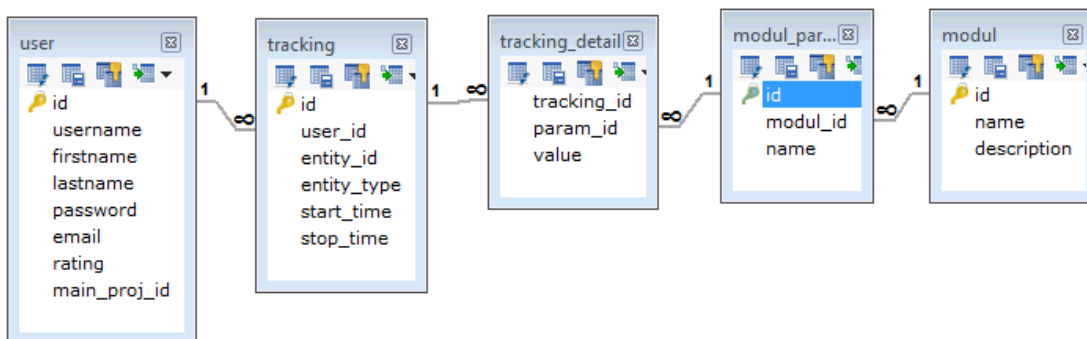 user
id
username
firstname
lastname
password
email
rating
main_proj_id
1
∞
tracking
id
user_id
entity_id
entity_type
start_time
stop_time
1
∞
tracking_detail
tracking_id
param_id
value
∞
1
modul_par...
id
modul_id
name
∞
1
modul
id
name
description